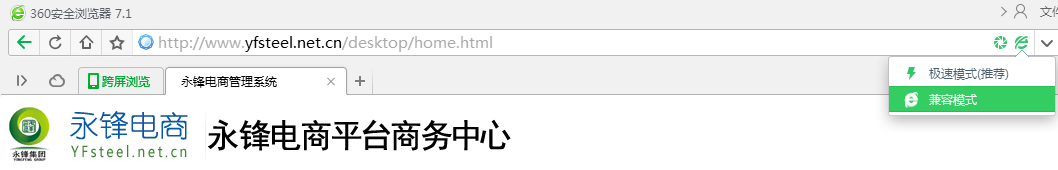 360安全浏览器 7.1
文件
http://www.yfsteel.net.cn/desktop/home.html
跨屏浏览
永锋电商管理系统
极速模式(推荐)
兼容模式
永锋集团
YONGFENG GROUP
永锋电商
YFsteel.net.cn
永锋电商平台商务中心